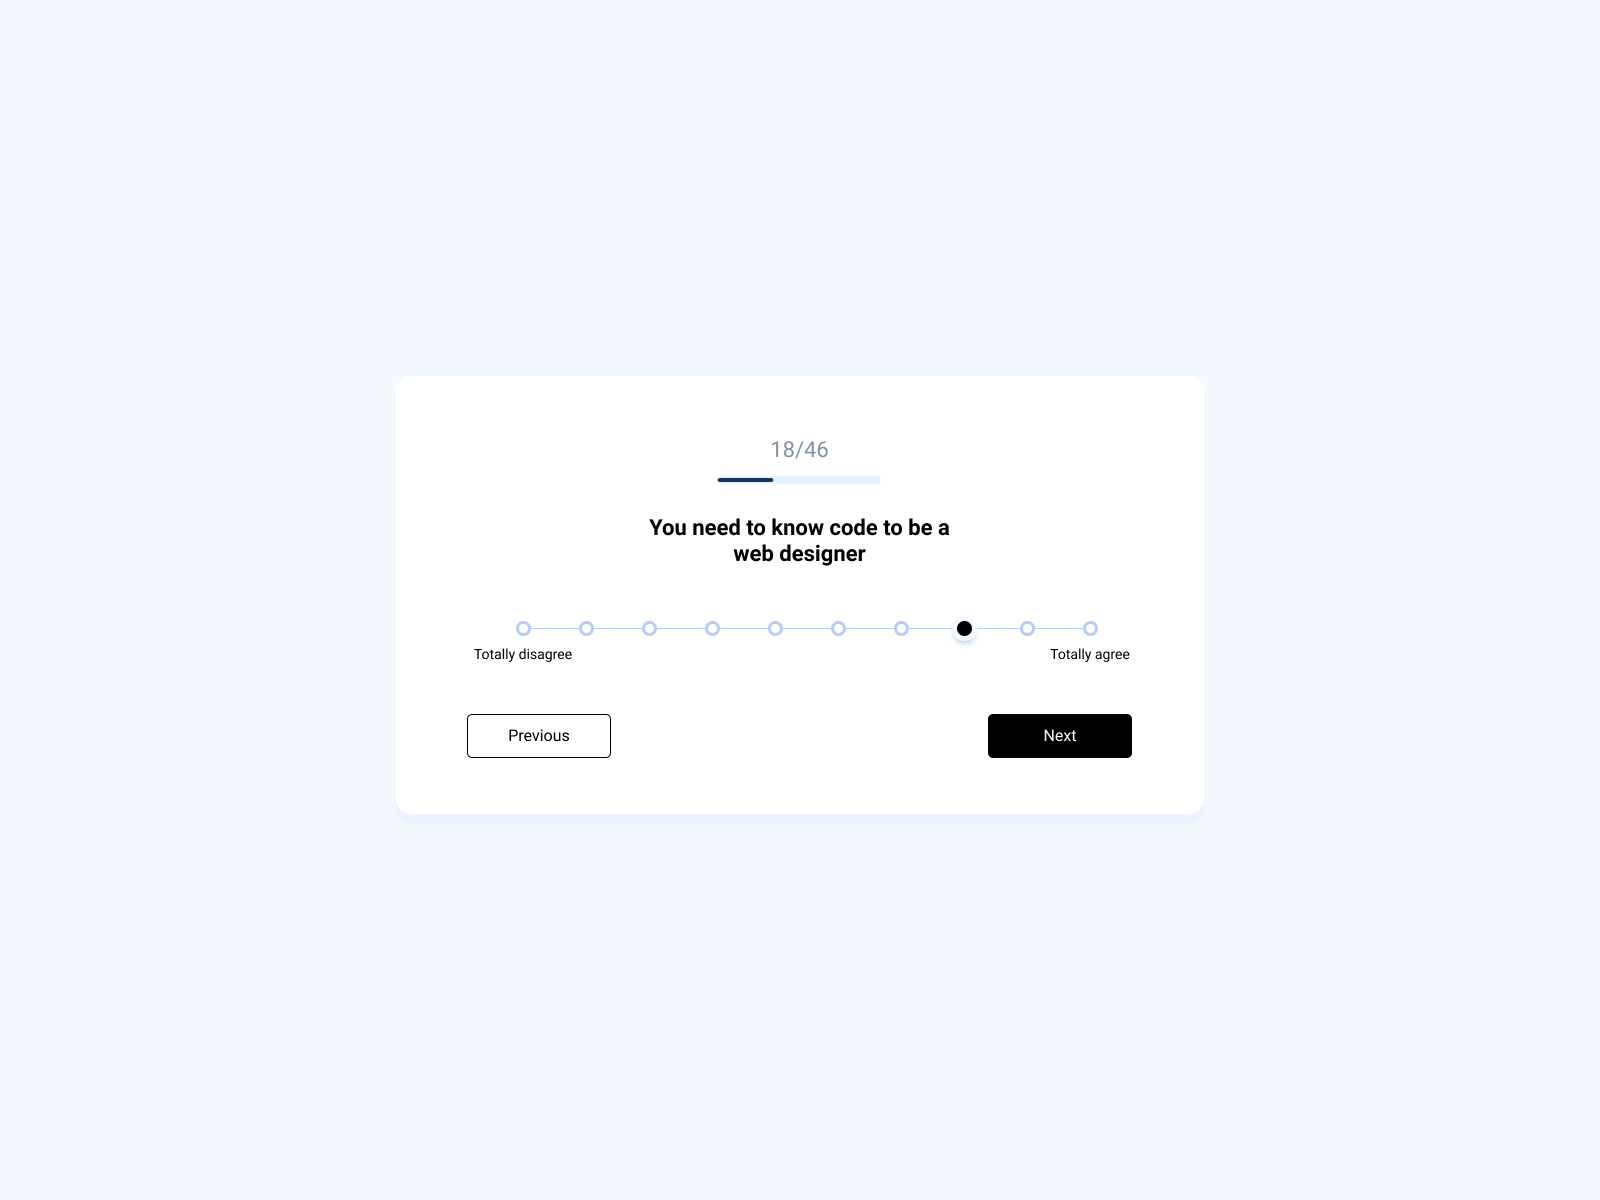 18/46
You need to know code to be a
web designer
Totally disagree
Totally agree
Previous
Next